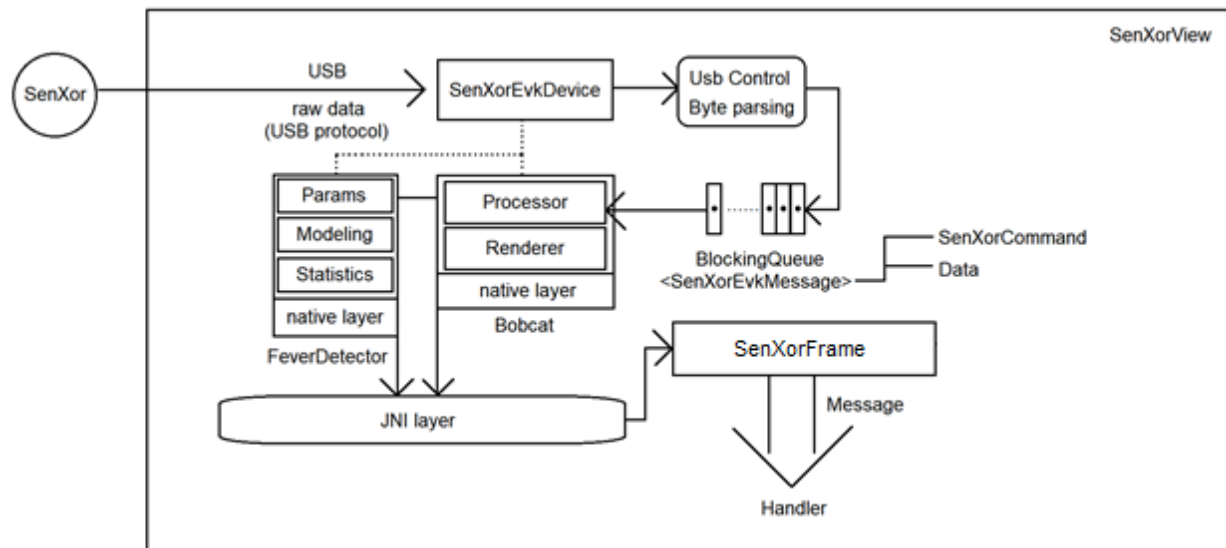 SenXorView
SenXor
USB
raw data
(USB protocol)
SenXorEvkDevice
Usb Control
Byte parsing
Params
Modeling
Statistics
native layer
FeverDetector
Processor
Renderer
native layer
Bobcat
BlockingQueue
<SenXorEvkMessage>
SenXorCommand
Data
JNI layer
SenXorFrame
Message
Handler